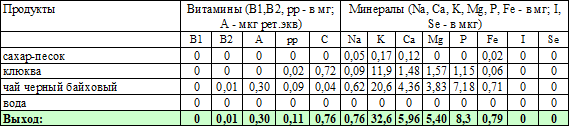 Продукты Витамины (В1,В2, рр - в мг; Минералы (Na, Ca, K, Mg, P, Fe - в мг; I,
А - мкг рет.экв) Se - в мкг)
В1 В2 А рр С Na K Ca Mg P Fe I Se
сахар-песок 0 0 0 0 0 0,05 0,17 0,12 0 0 0,02 0 0
клюква 0 0 0 0,02 0,72 0,09 11,9 1,48 1,57 1,15 0,06 0 0
чай черный байховый 0 0,01 0,30 0,09 0,04 0,62 20,6 4,36 3,83 7,18 0,71 0 0
вода 0 0 0 0 0 0 0 0 0 0 0 0 0
Выход: 0 0,01 0,30 0,11 0,76 0,76 32,6 5,96 5,40 8,3 0,79 0 0